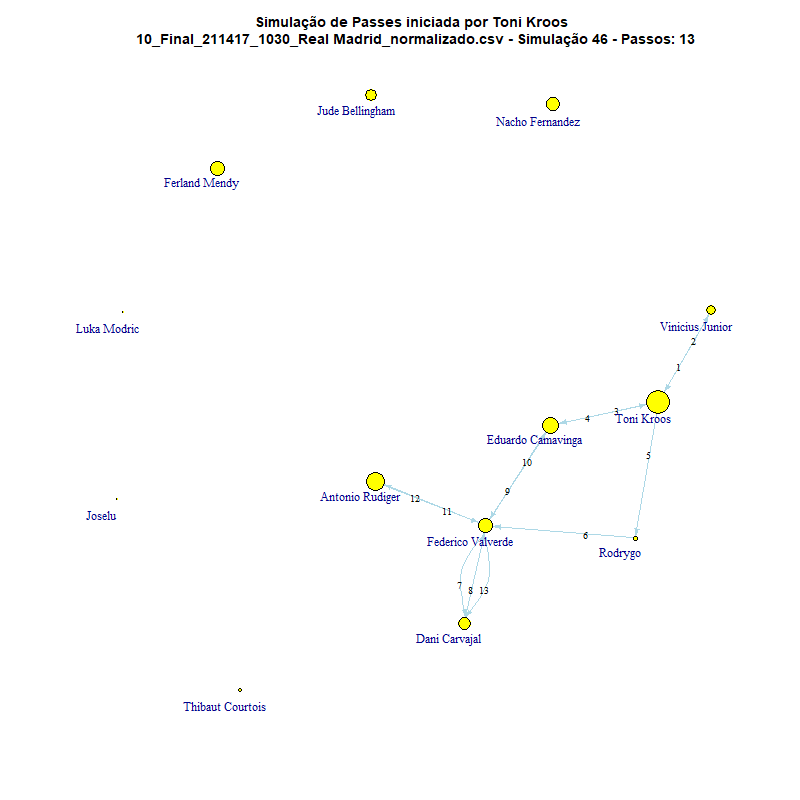 Simulação de Passes iniciada por Toni Kroos
10_Final_211417_1030_Real Madrid_normalizado.csv - Simulação 46 - Passos: 13
Jude Bellingham
Nacho Fernandez
Ferland Mendy
Luka Modric
Vinicius Junior
2
1
3
4
Toni Kroos
Eduardo Camavinga
5
10
9
Antonio Rudiger
12
11
Joselu
6
Federico Valverde
Rodrygo
7
8
13
Dani Carvajal
Thibaut Courtois